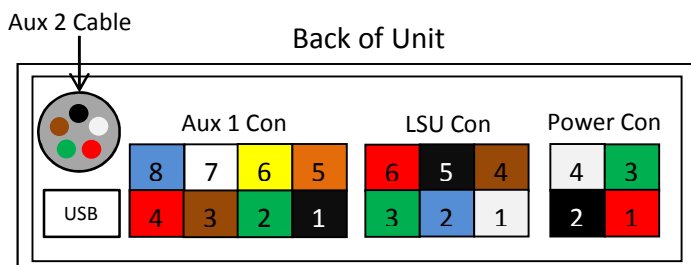 Aux 2 Cable
Back of Unit
Aux 1 Con
LSU Con
Power Con
8 7 6 5
6 5 4
4 3
USB
4 3 2 1
3 2 1
2 1